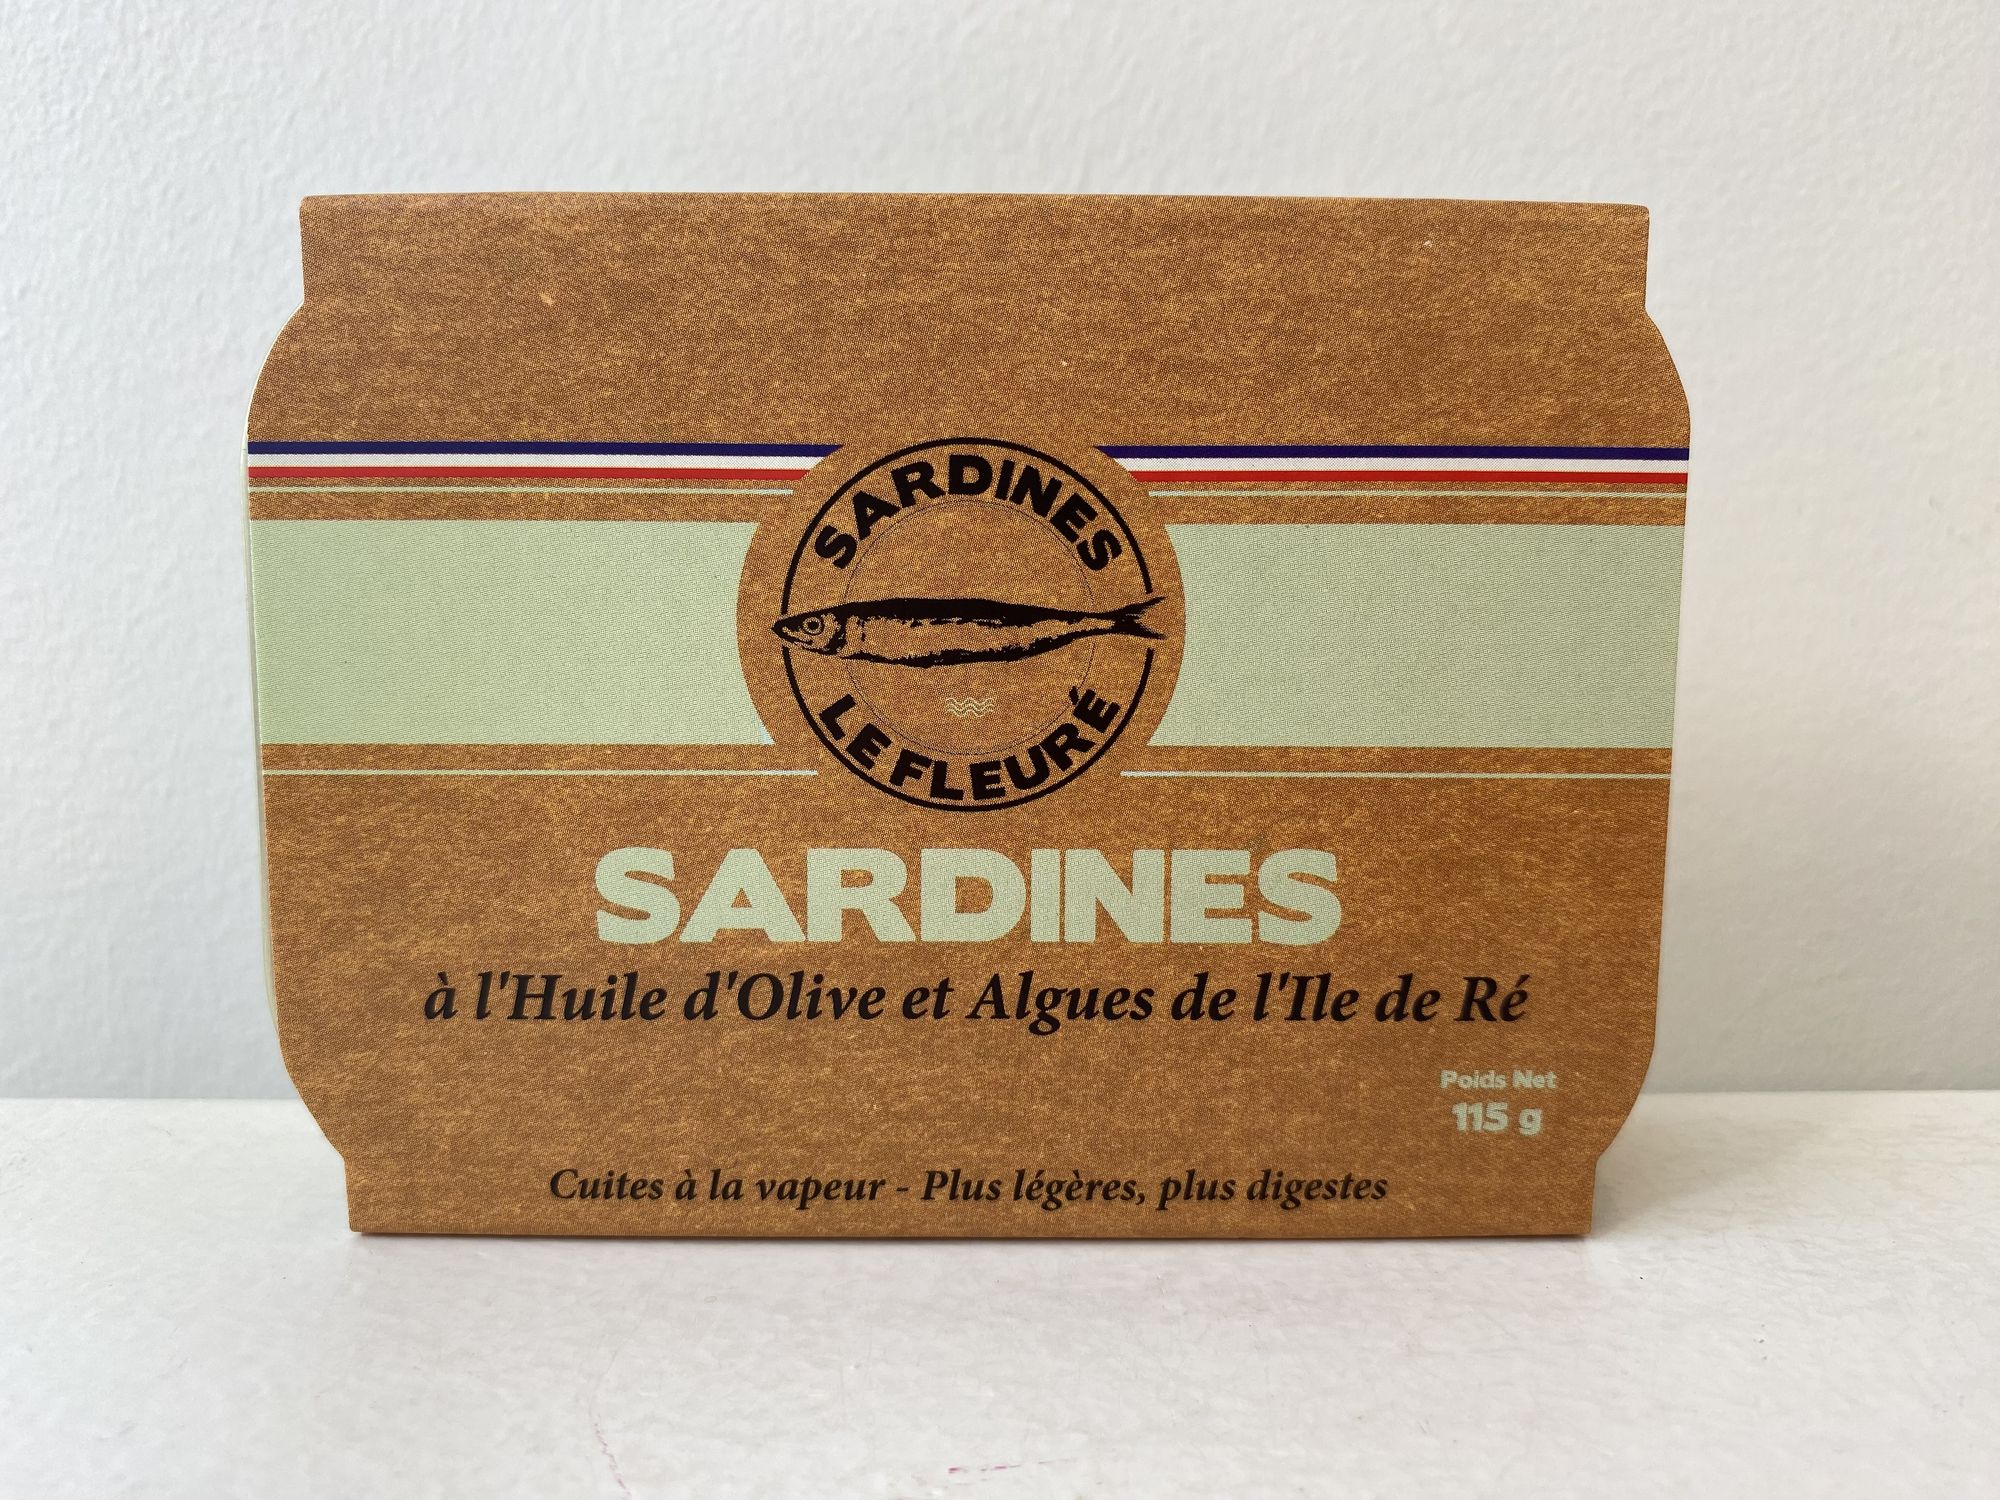 SARDINES
LE FLEURÉ
SARDINES
à l'Huile d'Olive et Algues de l'Ile de Ré
Poids Net
115 g
Cuites à la vapeur - Plus légères, plus digestes